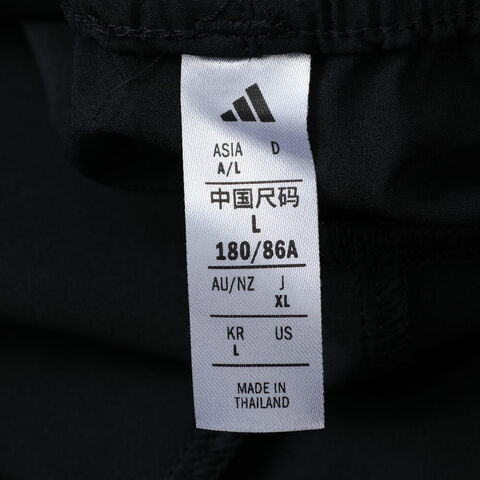 ASIA D
A/L
中国尺码
L
180/86A
AU/NZ J
XL
KR US
L
MADE IN
THAILAND